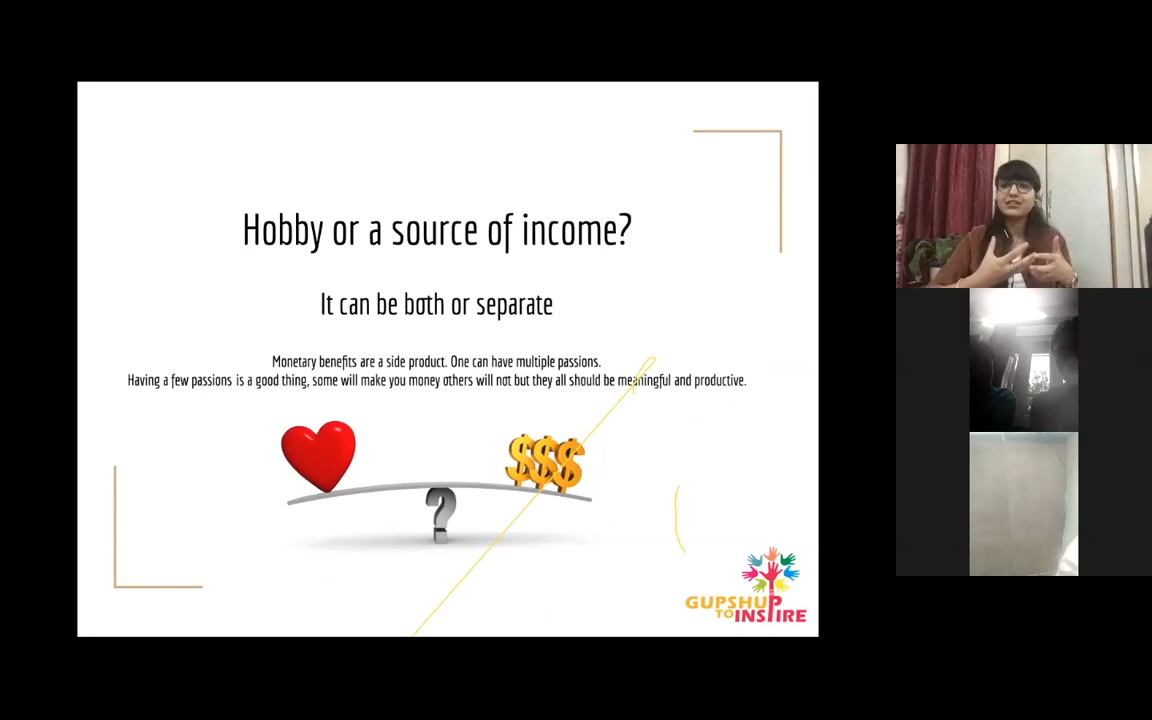 Hobby or a source of income?
It can be both or separate
Monetary benefits are a side product. One can have multiple passions.
Having a few passions is a good thing, some will make you money others will not but they all should be meaningful and productive.
$$$
?
GUPSHUP
TO INSPIRE